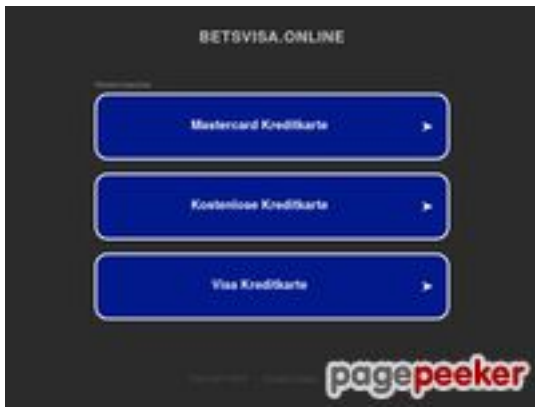 BETSVISA.ONLINE
Mastercard Kreditkarte
Kostenlose Kreditkarte
Visa Kreditkarte
pagepeeker